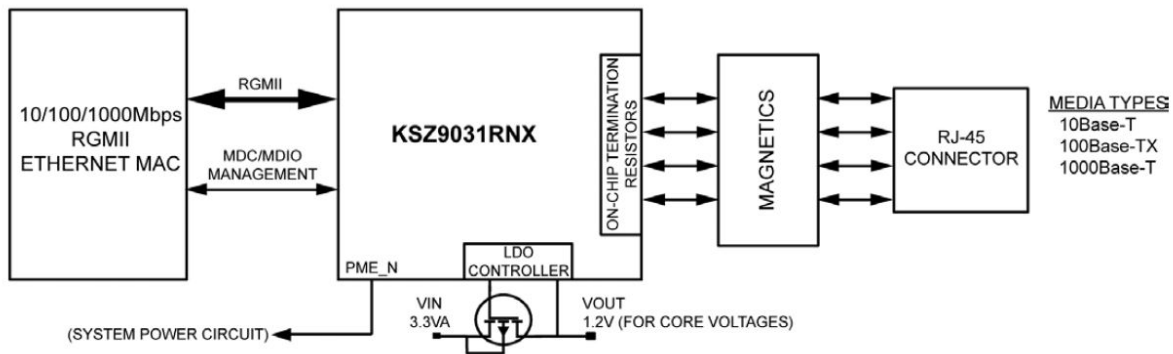 10/100/1000Mbps
RGMII
ETHERNET MAC
RGMII
MDC/MDIO
MANAGEMENT
KSZ9031RNX
ON-CHIP TERMINATION
RESISTORS
PME_N
LDO
CONTROLLER
(SYSTEM POWER CIRCUIT)
VIN
3.3VA
VOUT
1.2V (FOR CORE VOLTAGES)
MAGNETICS
RJ-45
CONNECTOR
MEDIA TYPES:
10Base-T
100Base-TX
1000Base-T